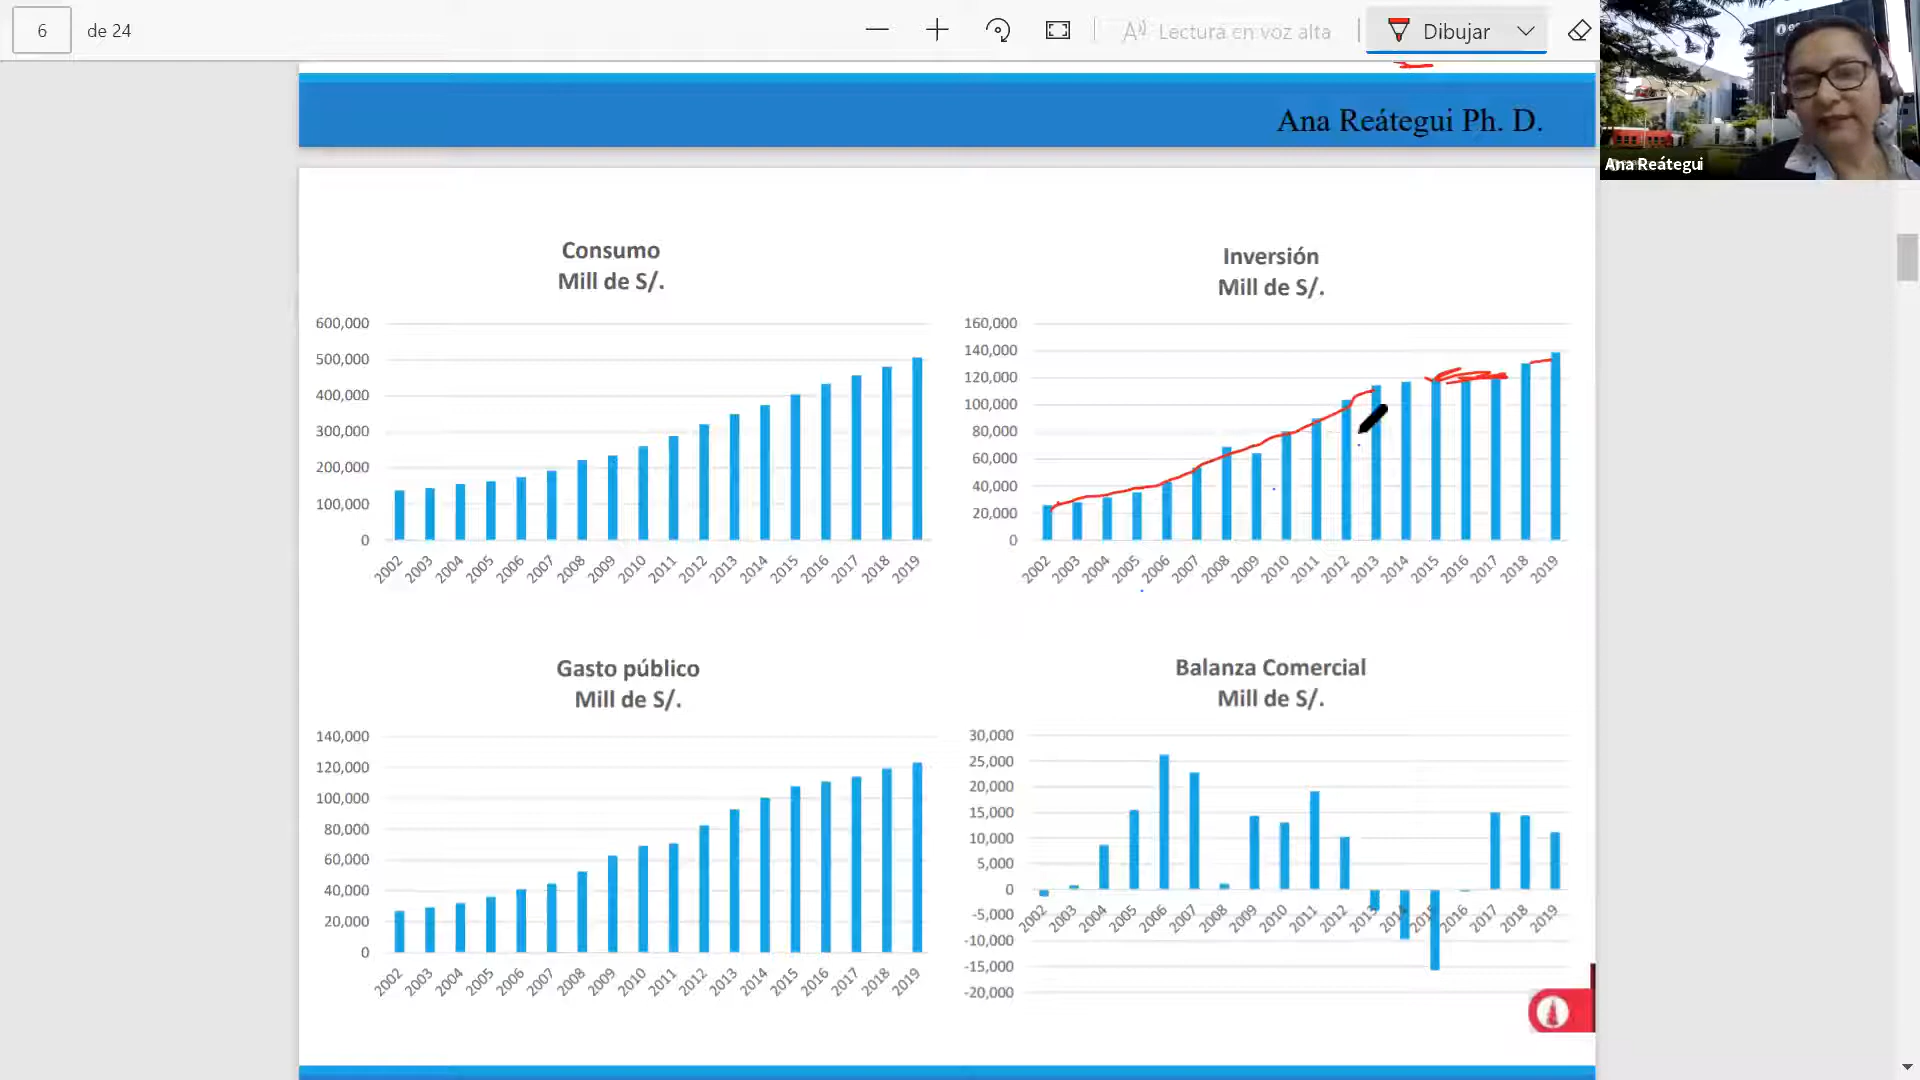 6 de 24 Lectura en voz alta Dibujar
Ana Reátegui Ph. D.
Ana Reátegui
Consumo
Mill de S/.
600,000
500,000
400,000
300,000
200,000
100,000
0
2002 2003 2004 2005 2006 2007 2008 2009 2010 2011 2012 2013 2014 2015 2016 2017 2018 2019
Inversión
Mill de S/.
160,000
140,000
120,000
100,000
80,000
60,000
40,000
20,000
0
2002 2003 2004 2005 2006 2007 2008 2009 2010 2011 2012 2013 2014 2015 2016 2017 2018 2019
Gasto público
Mill de S/.
140,000
120,000
100,000
80,000
60,000
40,000
20,000
0
2002 2003 2004 2005 2006 2007 2008 2009 2010 2011 2012 2013 2014 2015 2016 2017 2018 2019
Balanza Comercial
Mill de S/.
30,000
25,000
20,000
15,000
10,000
5,000
0
-5,000
-10,000
-15,000
-20,000
2002 2003 2004 2005 2006 2007 2008 2009 2010 2011 2012 2013 2014 2015 2016 2017 2018 2019